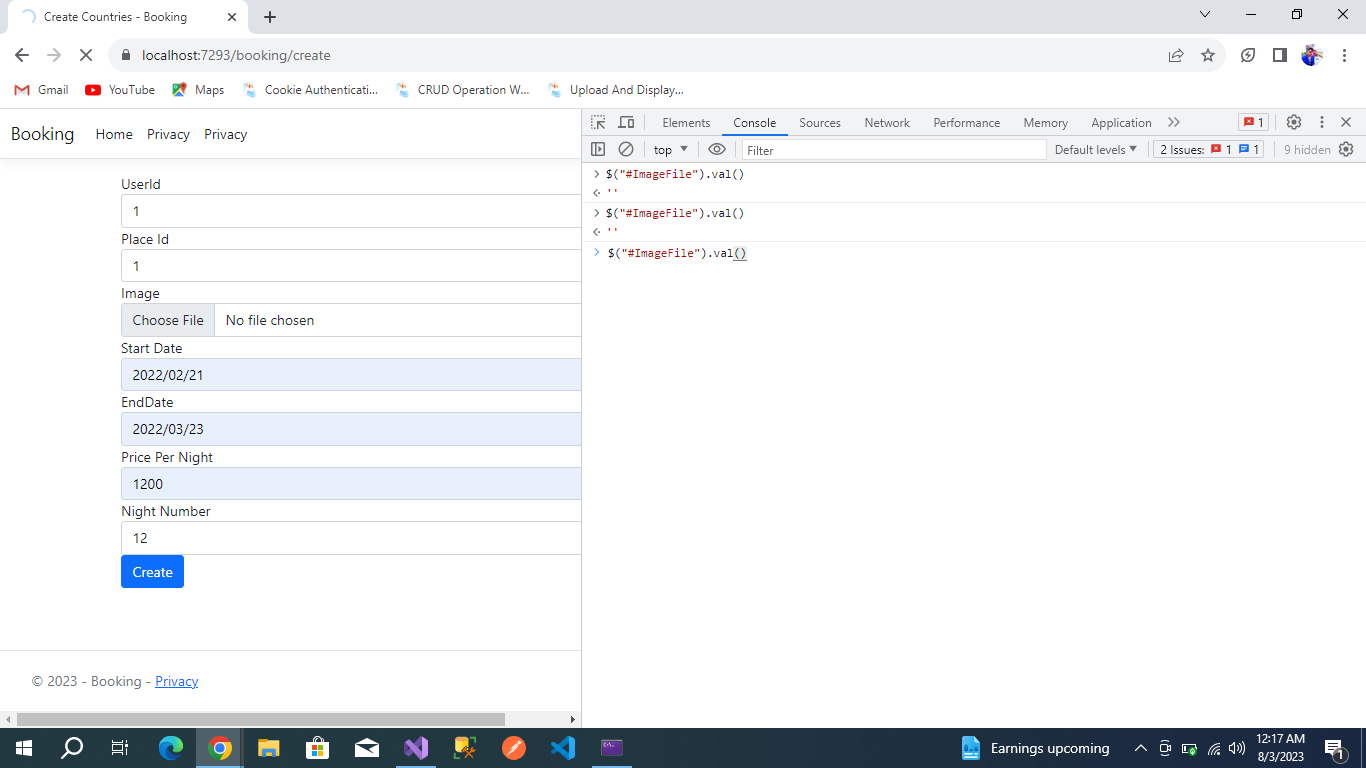 Create Countries - Booking
localhost:7293/booking/create
Gmail YouTube Maps Cookie Authenticati... CRUD Operation W... Upload And Display...
Booking Home Privacy Privacy
UserId
1
Place Id
1
Image
Choose File No file chosen
Start Date
2022/02/21
EndDate
2022/03/23
Price Per Night
1200
Night Number
12
Create
© 2023 - Booking - Privacy
Elements Console Sources Network Performance Memory Application 1
top Filter Default levels 2 Issues: 1 1 9 hidden
$("#ImageFile").val()
''
$("#ImageFile").val()
''
$("#ImageFile").val()
Earnings upcoming
12:17 AM
8/3/2023
1